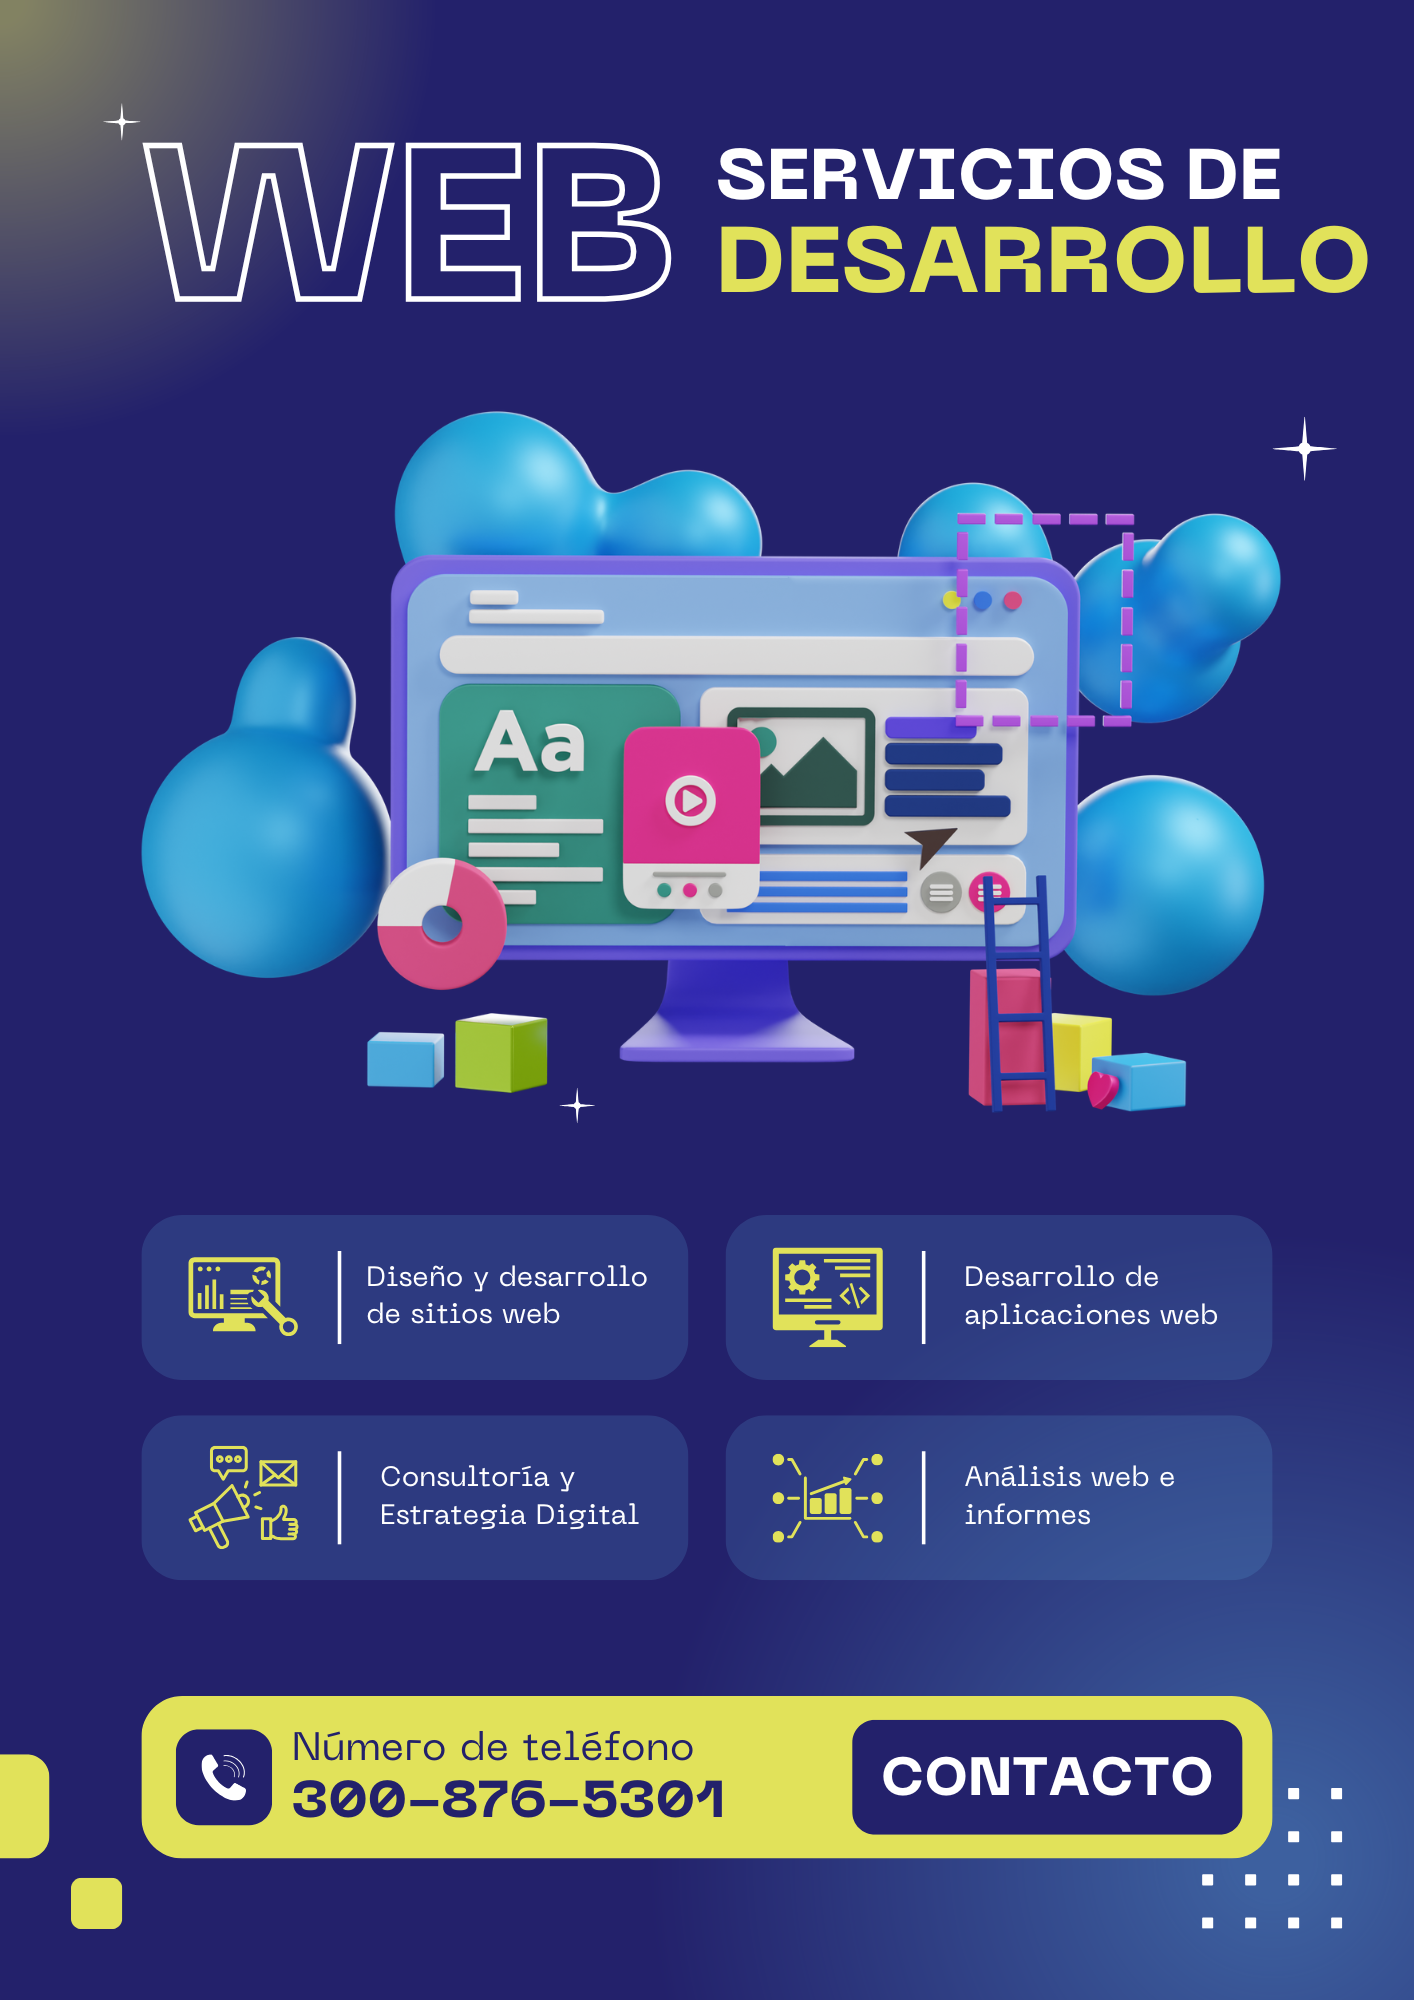 WEB
SERVICIOS DE
DESARROLLO
Aa
Diseño y desarrollo
de sitios web
Desarrollo de
aplicaciones web
Consultoría y
Estrategia Digital
Análisis web e
informes
Número de teléfono
300-876-5301
CONTACTO